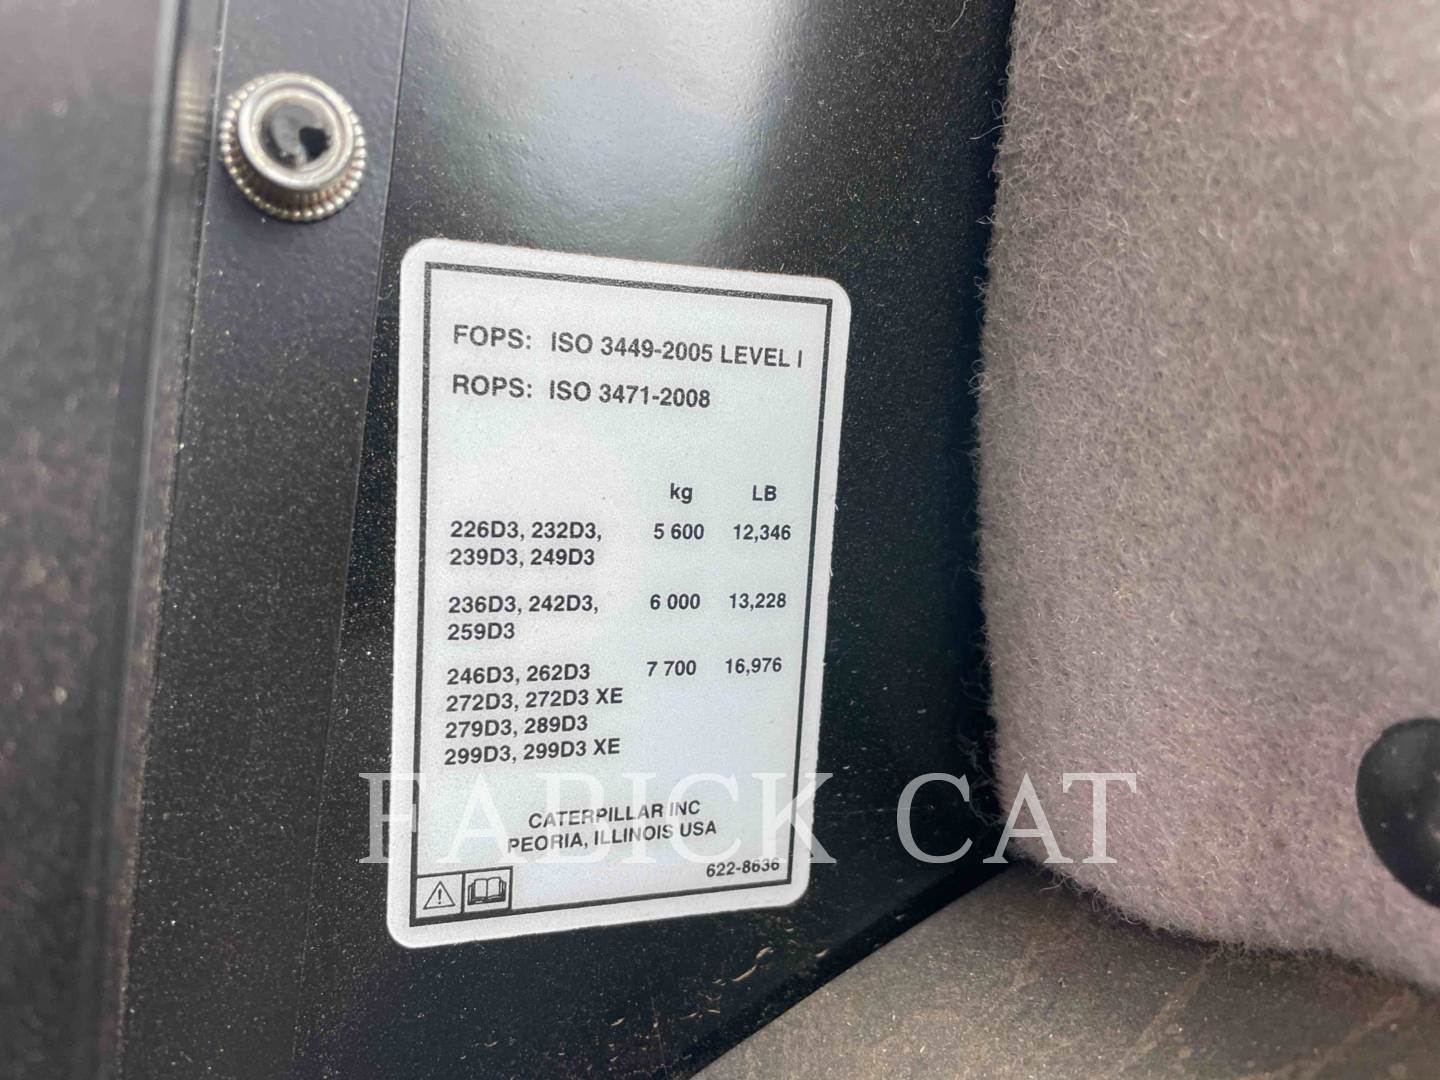 FOPS: ISO 3449-2005 LEVEL I
ROPS: ISO 3471-2008
kg LB
226D3, 232D3, 5 600 12,346
239D3, 249D3
236D3, 242D3, 6 000 13,228
259D3
246D3, 262D3 7 700 16,976
272D3, 272D3 XE
279D3, 289D3
299D3, 299D3 XE
FABICK CAT
CATERPILLAR INC
PEORIA, ILLINOIS USA
622-8636